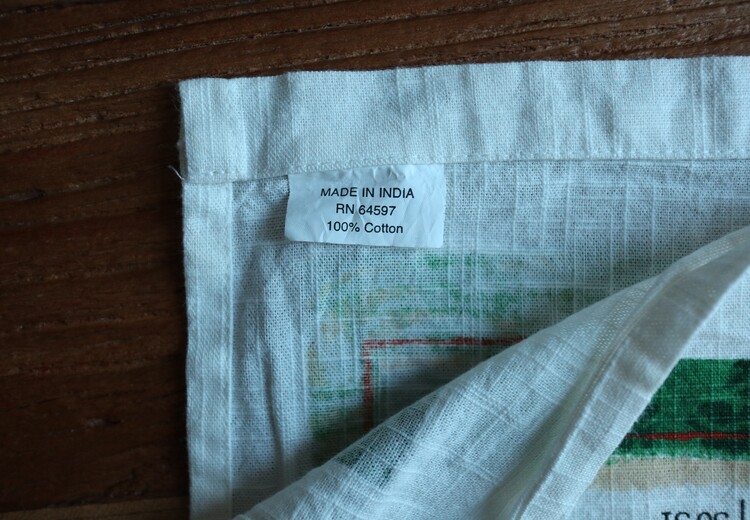 MADE IN INDIA
RN 64597
100% Cotton